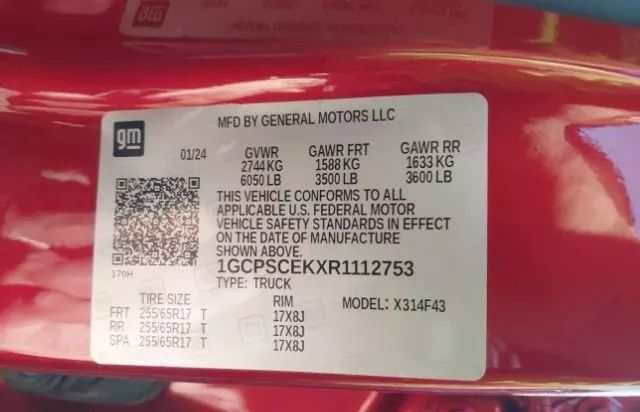 gm
MFD BY GENERAL MOTORS LLC
01/24 GVWR GAWR FRT GAWR RR
2744 KG 1588 KG 1633 KG
6050 LB 3500 LB 3600 LB
THIS VEHICLE CONFORMS TO ALL
APPLICABLE U.S. FEDERAL MOTOR
VEHICLE SAFETY STANDARDS IN EFFECT
ON THE DATE OF MANUFACTURE
SHOWN ABOVE.
170H
1GCPSCEKXR1112753
TYPE: TRUCK
TIRE SIZE RIM MODEL: X314F43
FRT 255/65R17 T 17X8J
RR 255/65R17 T 17X8J
SPA 255/65R17 T 17X8J